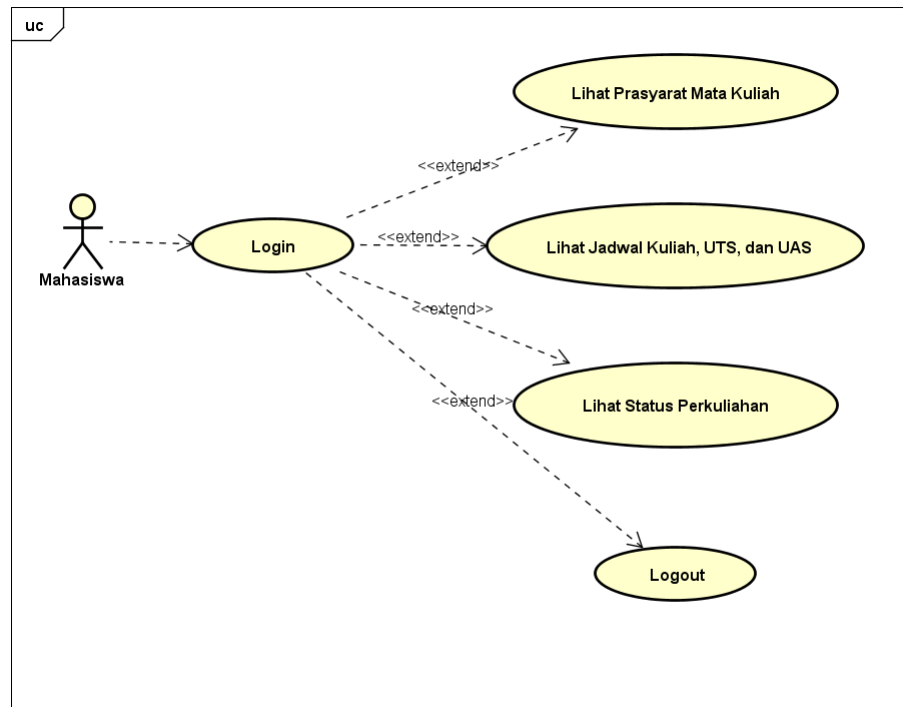 uc
Lihat Prasyarat Mata Kuliah
<<extend>>
Mahasiswa
Login
<<extend>>
Lihat Jadwal Kuliah, UTS, dan UAS
<<extend>>
Lihat Status Perkuliahan
<<extend>>
Logout